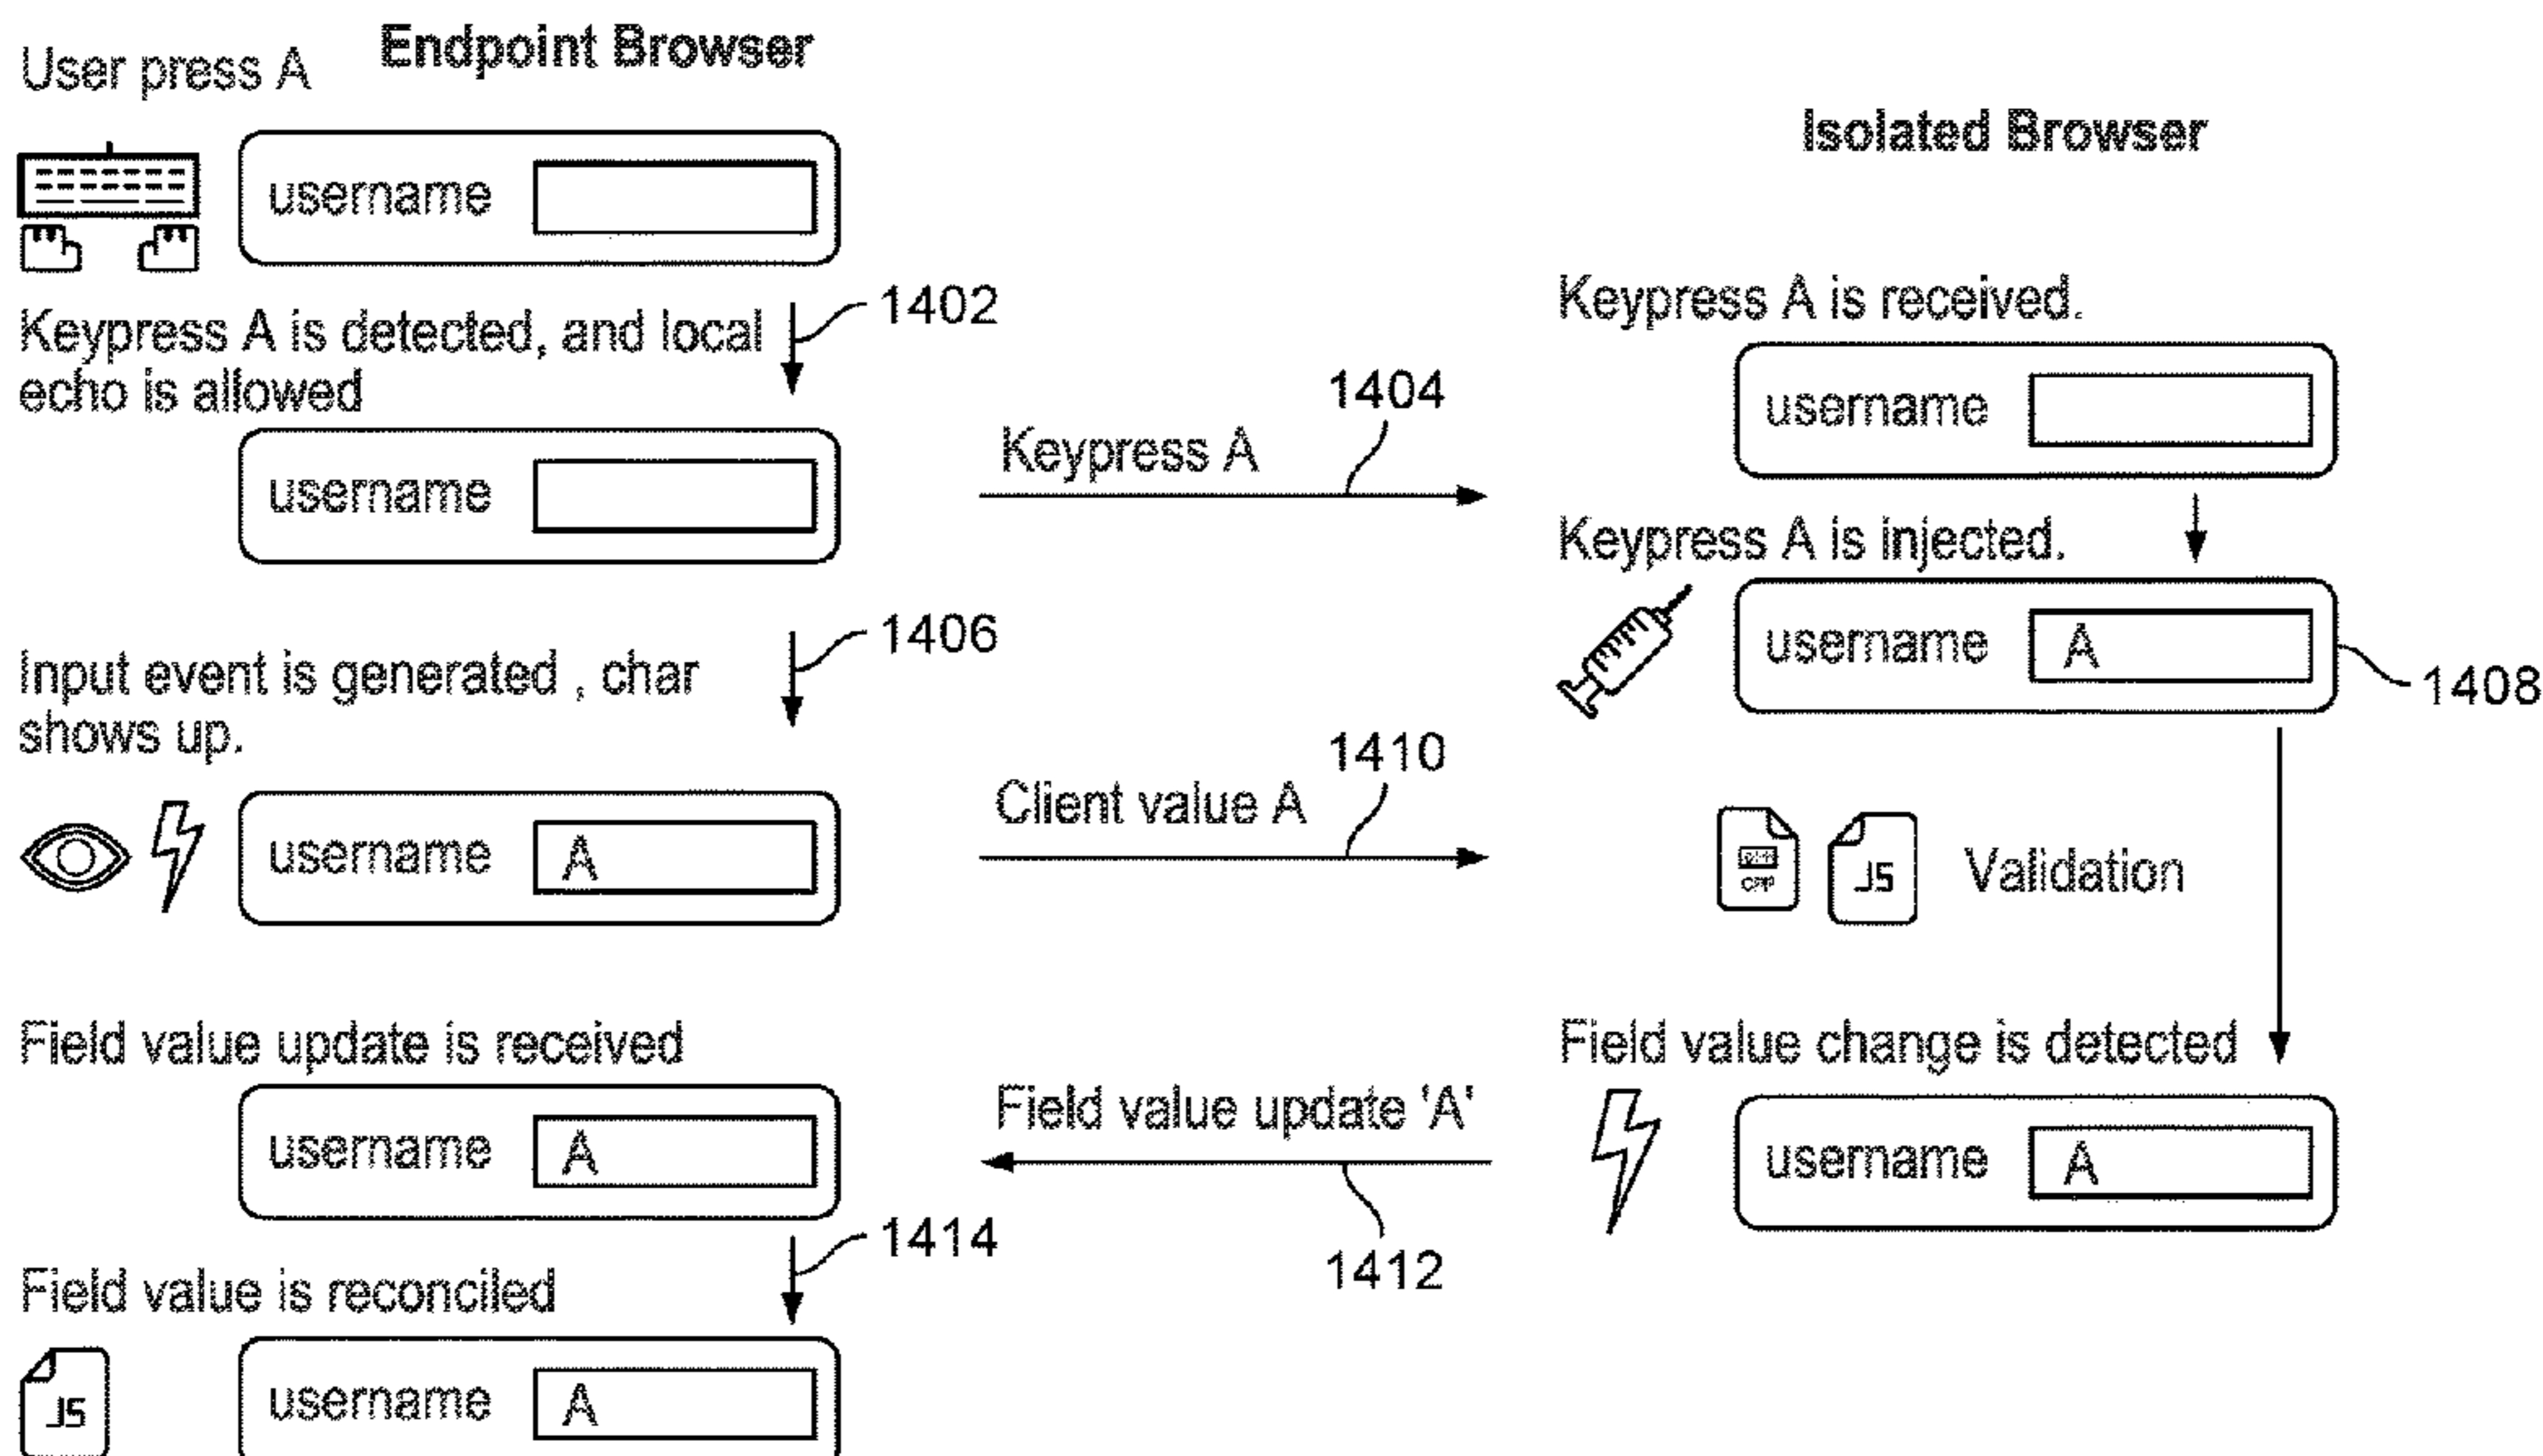 Endpoint Browser
User press A
username
1402
Keypress A is detected, and local
echo is allowed
username
Keypress A
1404
1406
Input event is generated , char
shows up.
username A
Client value A
1410
Field value update is received
username A
Field value update 'A'
1412
1414
Field value is reconciled
JS
username A
Isolated Browser
Keypress A is received.
username
Keypress A is injected.
username A
1408
CPP
JS
Validation
Field value change is detected
username A